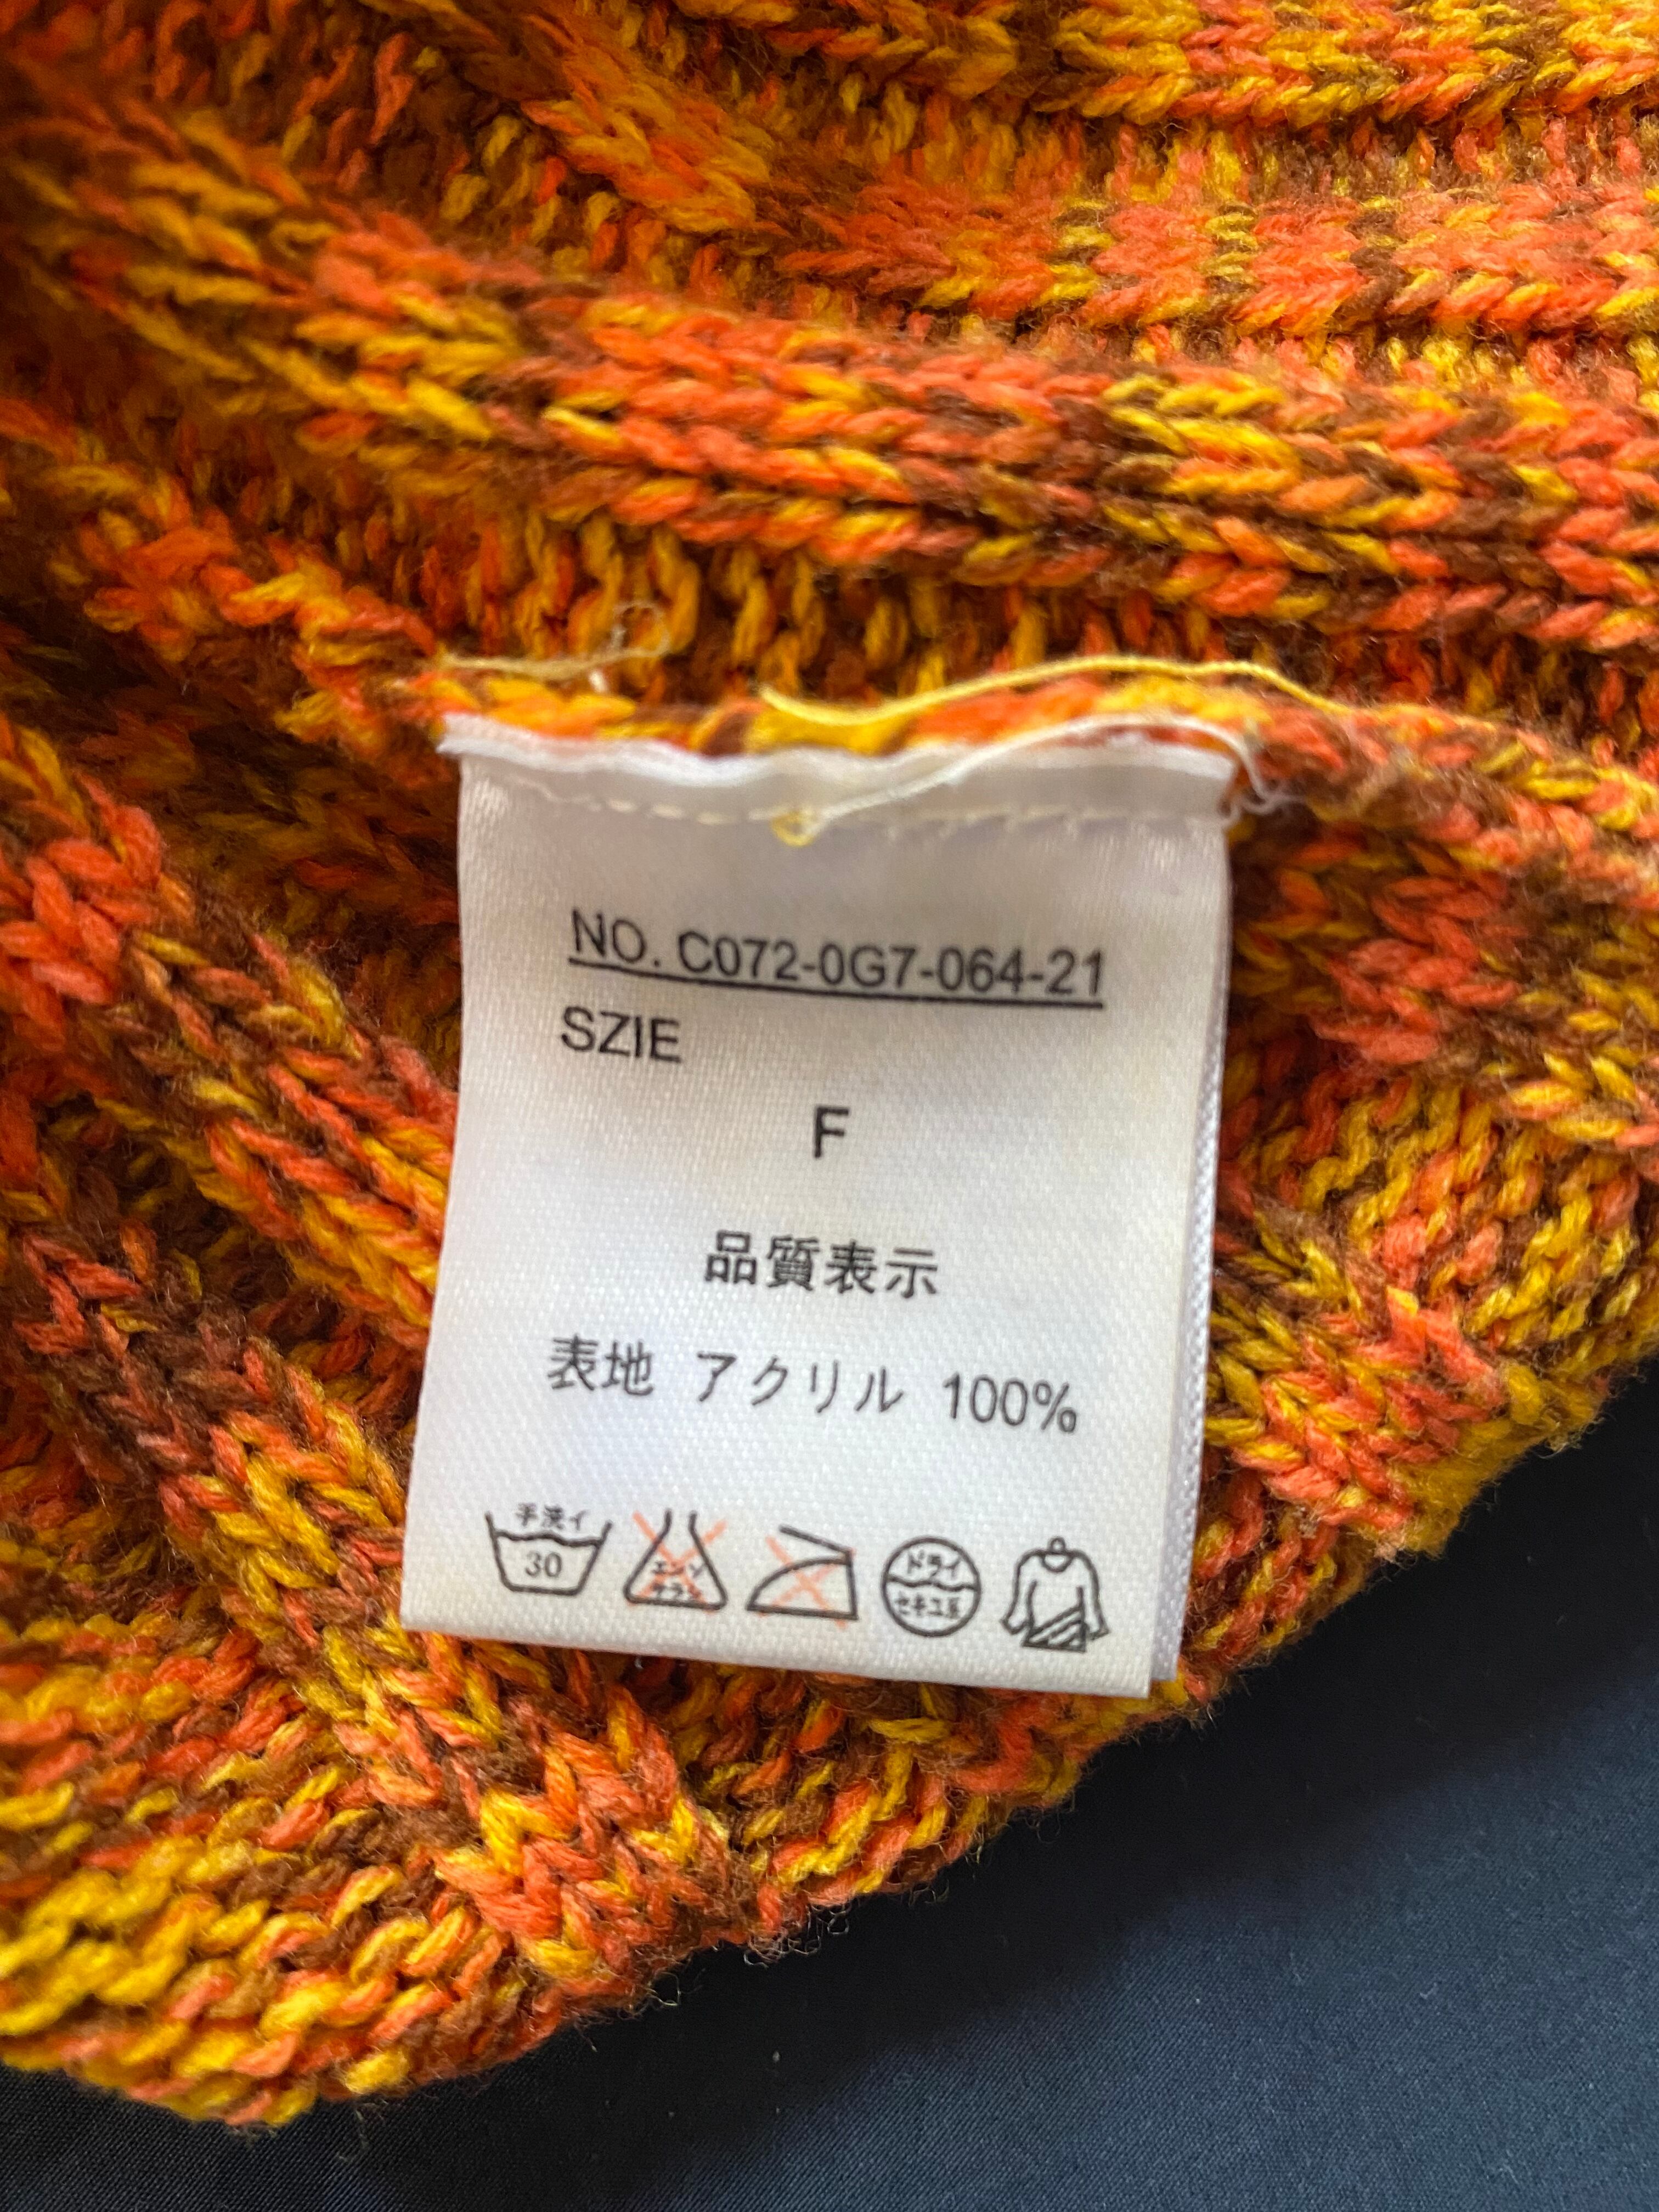 NO. C072-0G7-064-21
SZIE
F
品質表示
表地 アクリル 100%
手洗イ
30
エンソ
サラシ
ドライ
セキユ系